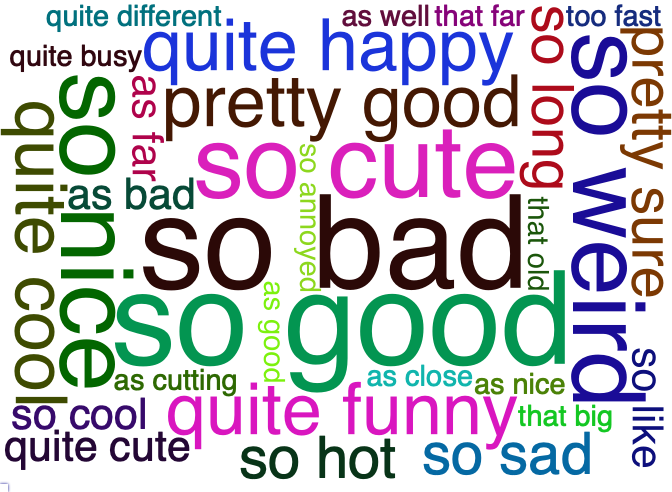 quite different
as well
that far
so long
too fast
quite busy
quite happy
so weird
pretty sure
so nice
as far
pretty good
quite cool
so cute
so annoyed
as bad
so bad
that old
so good
as good
so like
as cutting
as close
as nice
so cool
quite funny
that big
quite cute
so hot
so sad